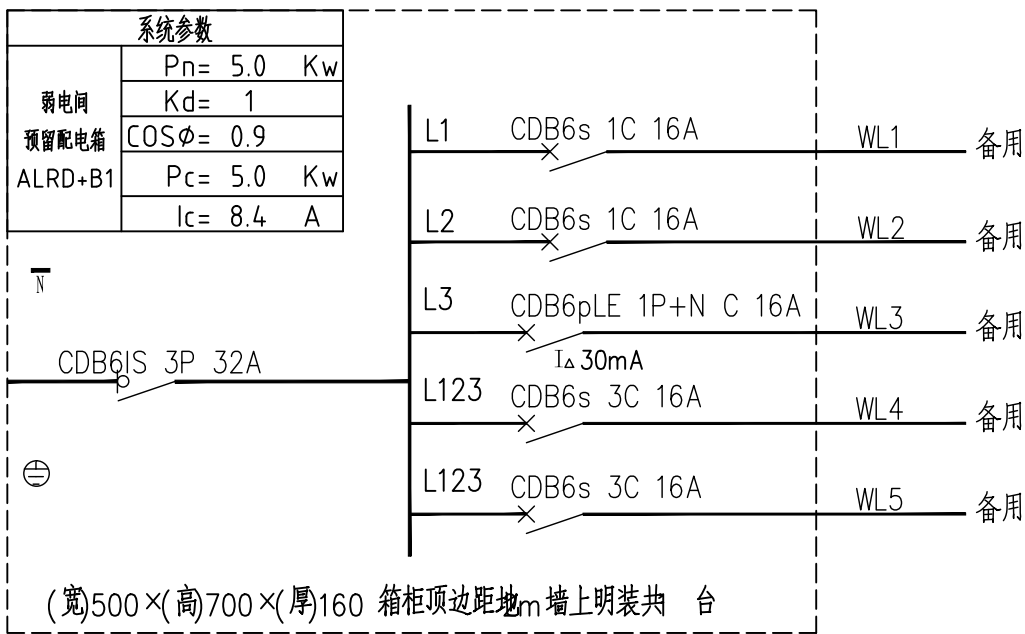 系统参数
弱电间
预留配电箱
ALRD+B1
Pn= 5.0 Kw
Kd= 1
COSØ= 0.9
Pc= 5.0 Kw
Ic= 8.4 A
N
CDB6IS 3P 32A
L1 CDB6s 1C 16A WL1 备用
L2 CDB6s 1C 16A WL2 备用
L3 CDB6pLE 1P+N C 16A WL3 备用
I△ 30mA
L123 CDB6s 3C 16A WL4 备用
L123 CDB6s 3C 16A WL5 备用
(宽)500×(高)700×(厚)160 箱柜顶边距地2m 墙上明装共 台